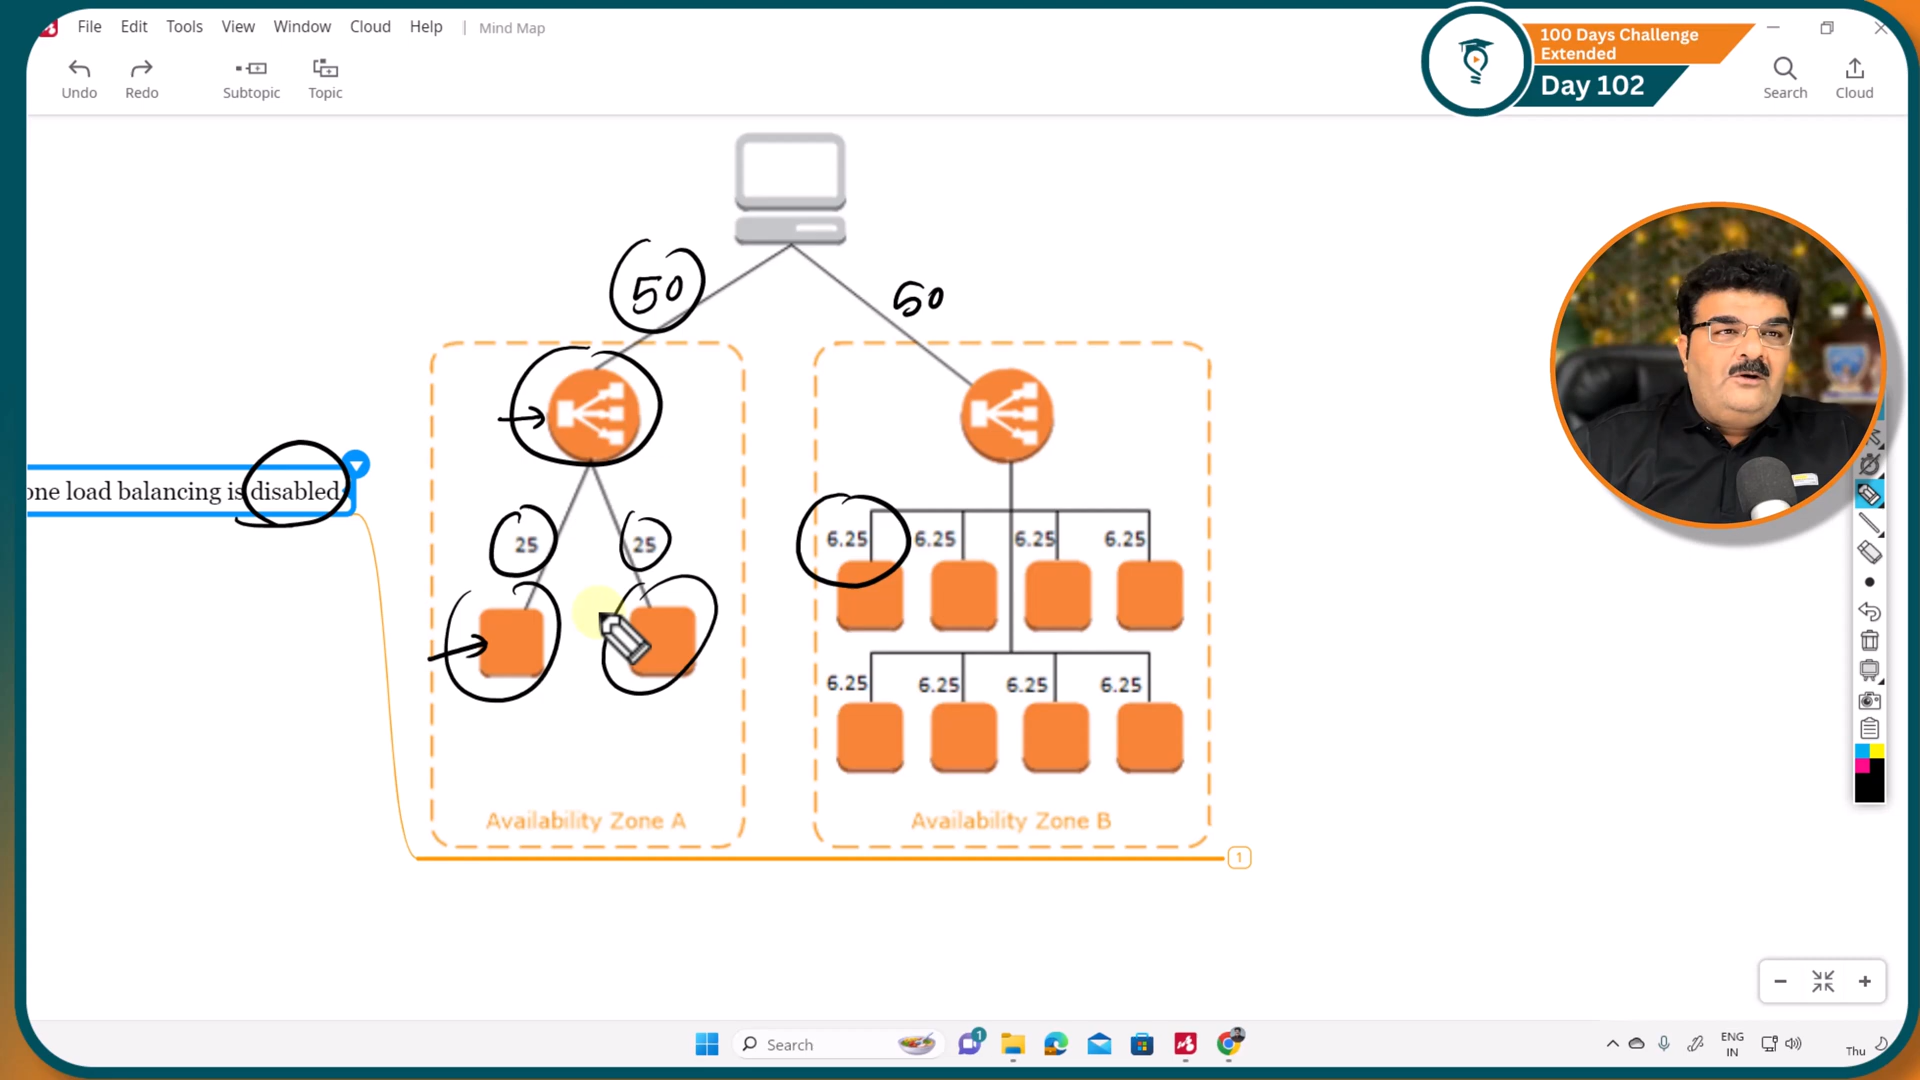 File Edit Tools View Window Cloud Help | Mind Map
100 Days Challenge
Extended
Day 102
Undo Redo Subtopic Topic Search Cloud
50 50
one load balancing is disabled
25 25
6.25 6.25 6.25 6.25
6.25 6.25 6.25 6.25
Availability Zone A Availability Zone B
1
Search
1
ENG
IN
Thu